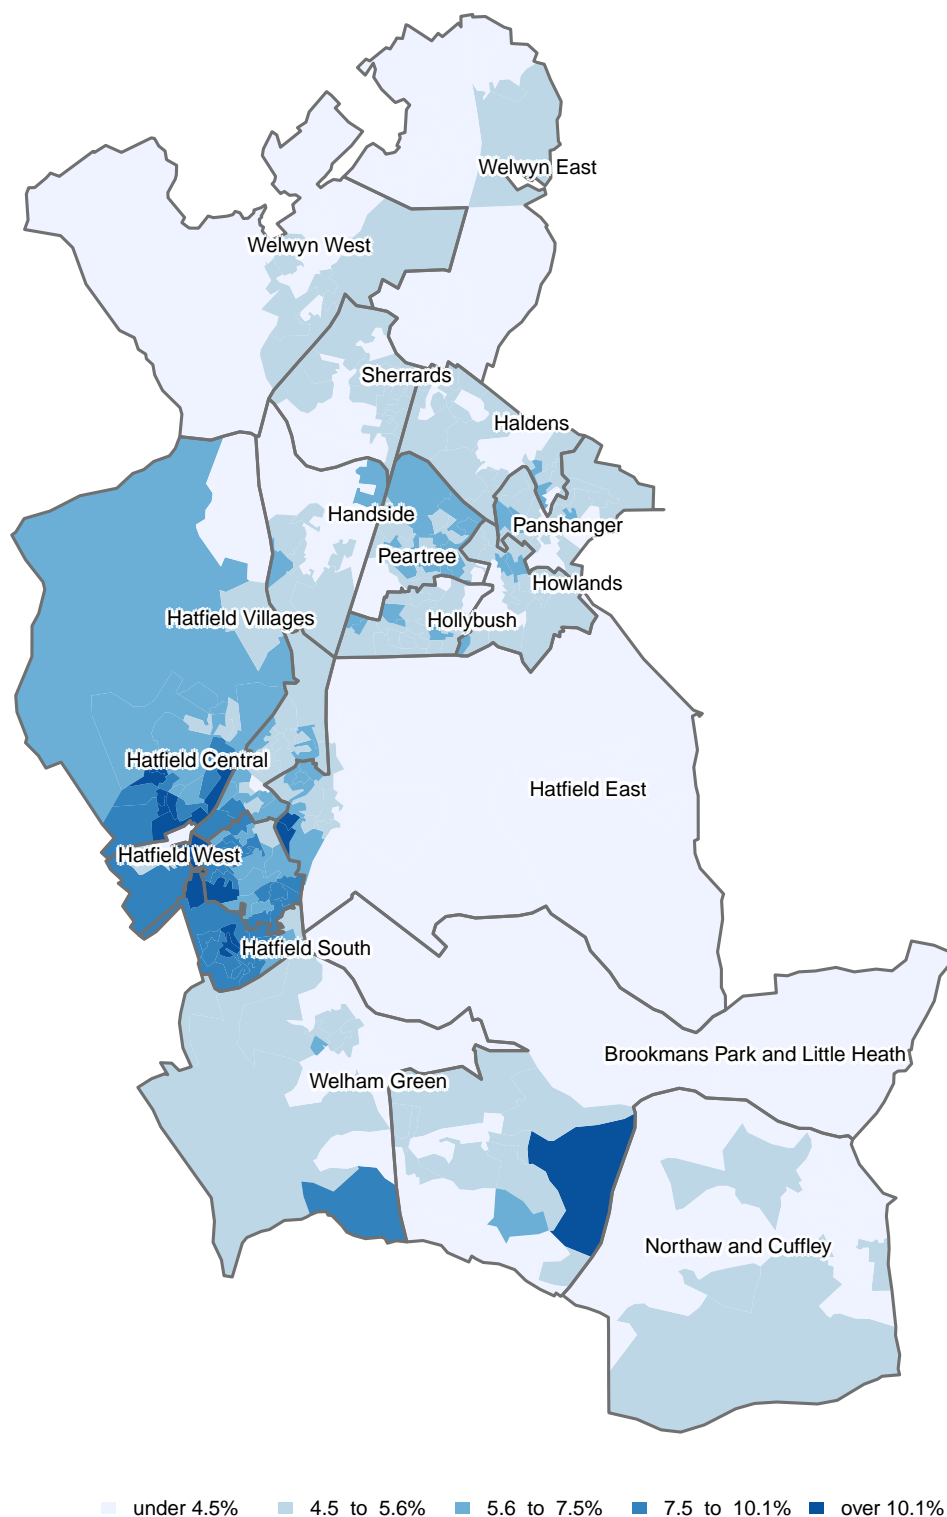 Welwyn East
Welwyn West
Sherrards
Haldens
Handside
Panshanger
Peartree
Howlands
Hatfield Villages
Hollybush
Hatfield Central
Hatfield East
Hatfield West
Hatfield South
Brookmans Park and Little Heath
Welham Green
Northaw and Cuffley
under 4.5% 4.5 to 5.6% 5.6 to 7.5% 7.5 to 10.1% over 10.1%